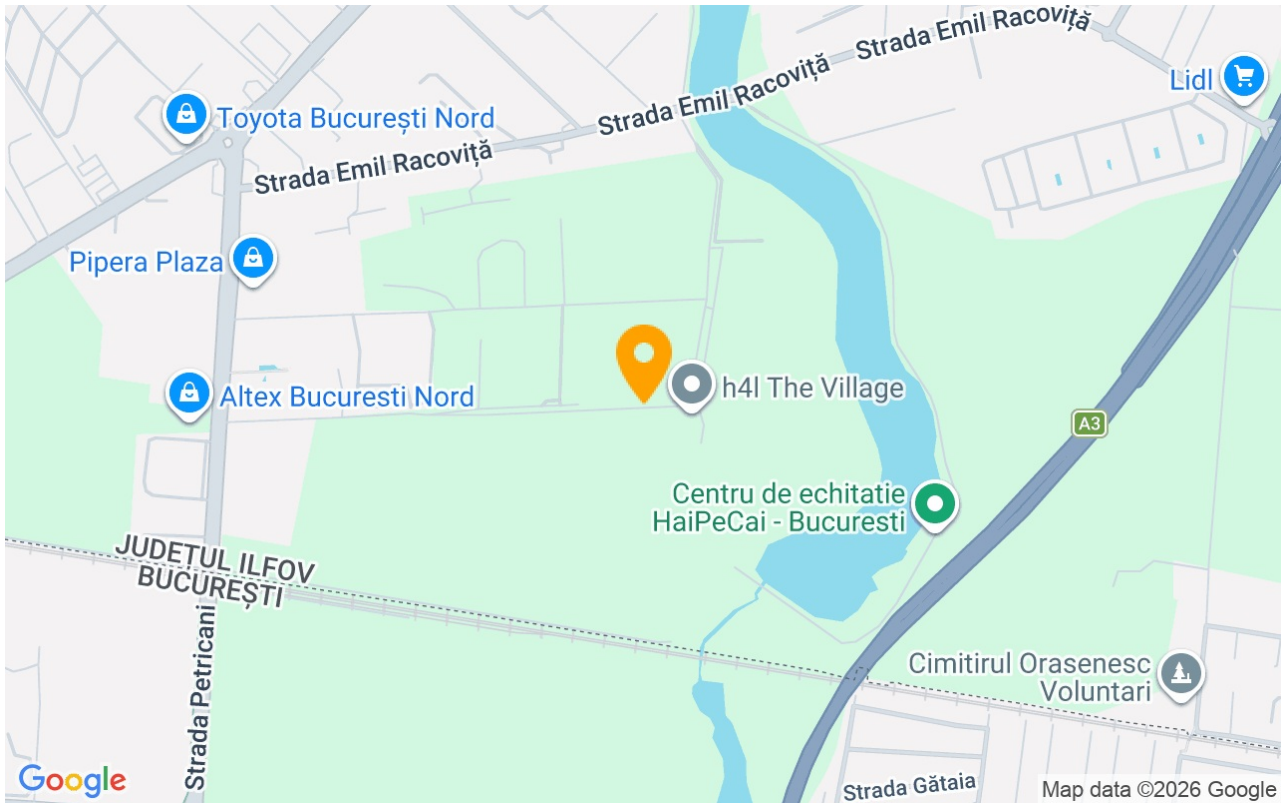 Strada Emil Racoviță
Lidl
Toyota București Nord
Strada Emil Racoviță
Strada Emil Racoviță
Pipera Plaza
Altex Bucuresti Nord
h4l The Village
A3
Centru de echitatie
HaiPeCai - Bucuresti
JUDEȚUL ILFOV
BUCUREȘTI
Strada Petricani
Cimitirul Orasenesc
Voluntari
Strada Gătaia
Google
Map data ©2026 Google